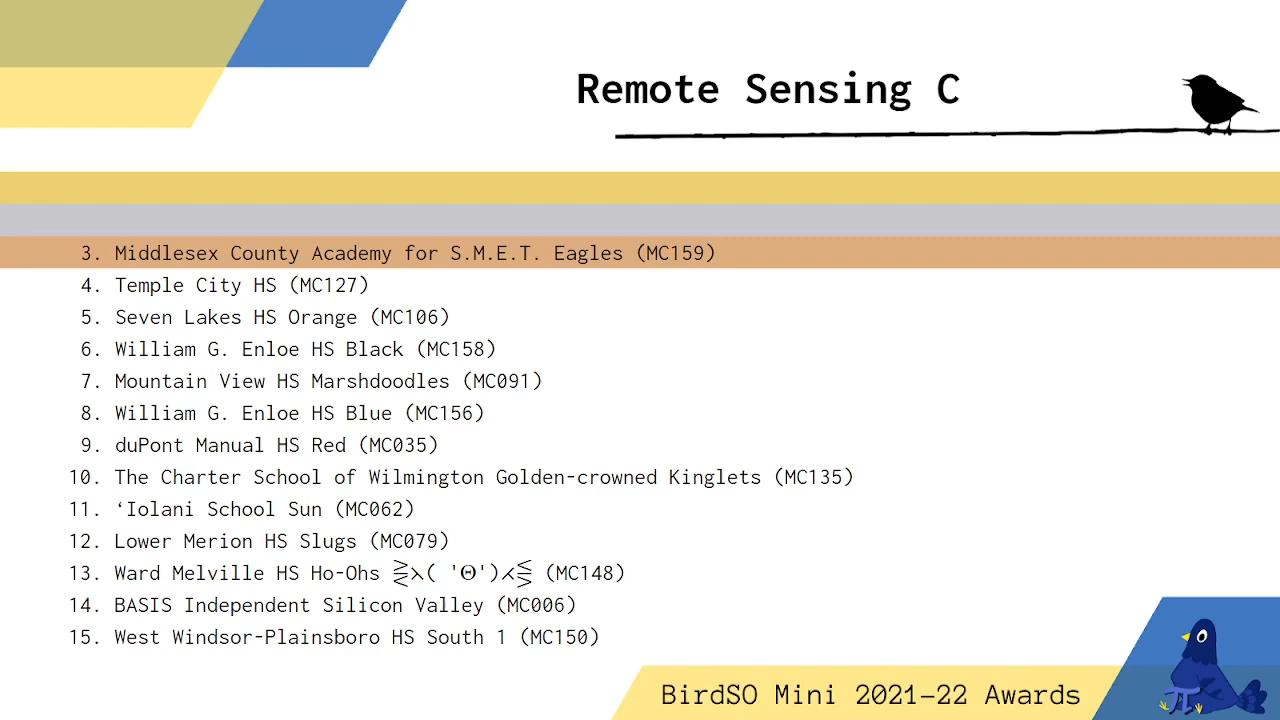 Remote Sensing C
3. Middlesex County Academy for S.M.E.T. Eagles (MC159)
4. Temple City HS (MC127)
5. Seven Lakes HS Orange (MC106)
6. William G. Enloe HS Black (MC158)
7. Mountain View HS Marshdoodles (MC091)
8. William G. Enloe HS Blue (MC156)
9. duPont Manual HS Red (MC035)
10. The Charter School of Wilmington Golden-crowned Kinglets (MC135)
11. ‘Iolani School Sun (MC062)
12. Lower Merion HS Slugs (MC079)
13. Ward Melville HS Ho-Ohs ⋛⋋( 'Θ')⋌⋚ (MC148)
14. BASIS Independent Silicon Valley (MC006)
15. West Windsor-Plainsboro HS South 1 (MC150)
BirdSO Mini 2021–22 Awards